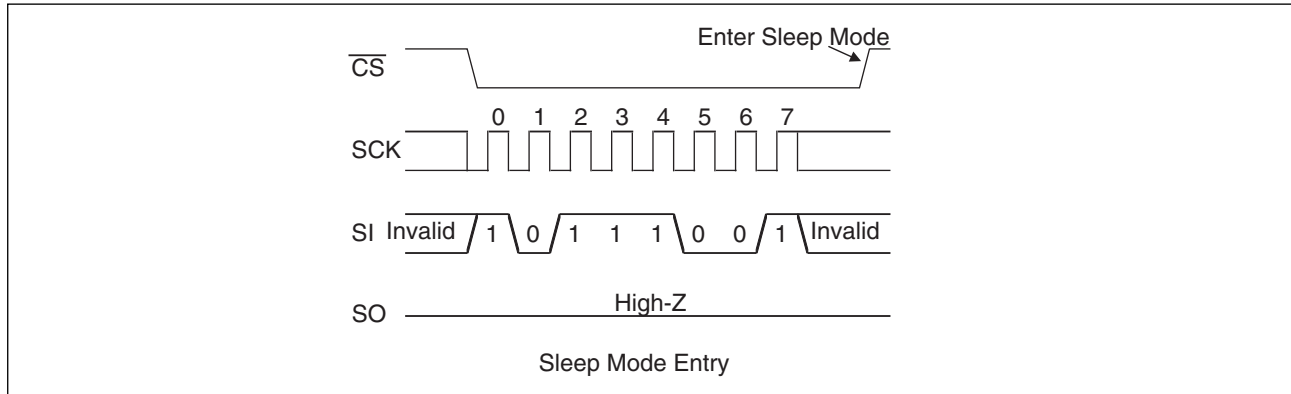 Enter Sleep Mode
CS
0 1 2 3 4 5 6 7
SCK
SI Invalid 1 0 1 1 1 0 0 1 Invalid
High-Z
SO
Sleep Mode Entry